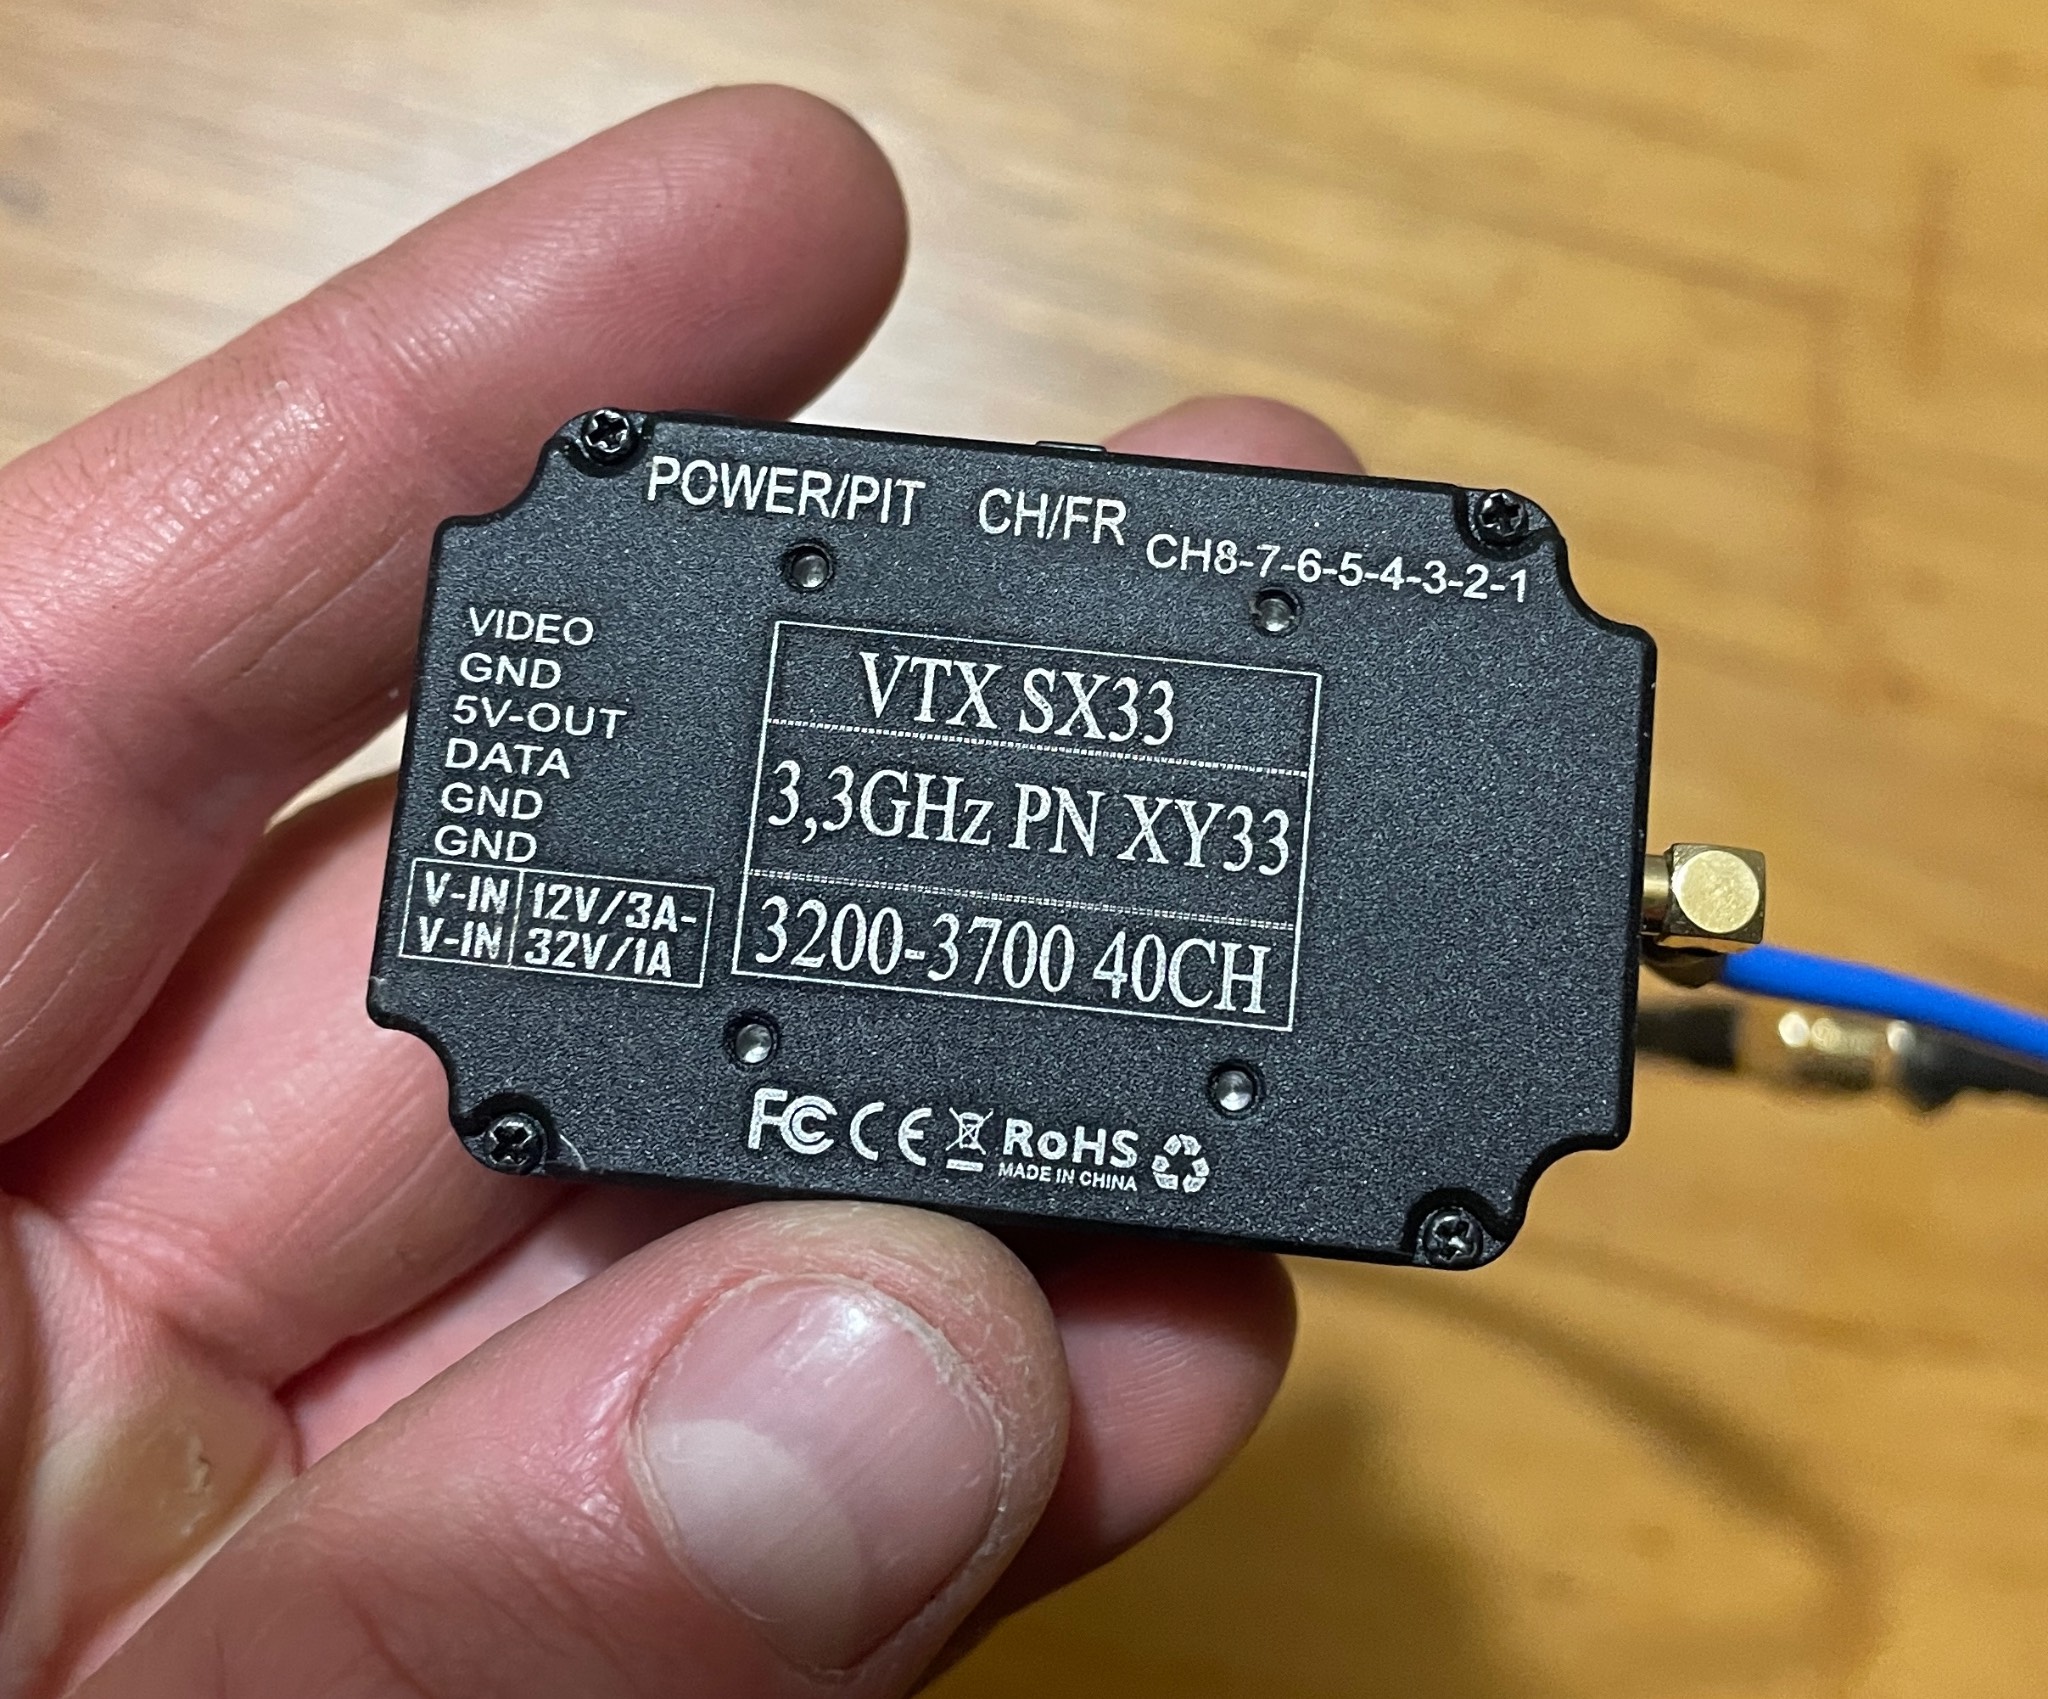 POWER/PIT CH/FR
CH8-7-6-5-4-3-2-1
VIDEO
GND
5V-OUT
DATA
GND
GND
V-IN 12V/3A-
V-IN 32V/1A
VTX SX33
3,3GHz PN XY33
3200-3700 40CH
FC CE RoHS
MADE IN CHINA